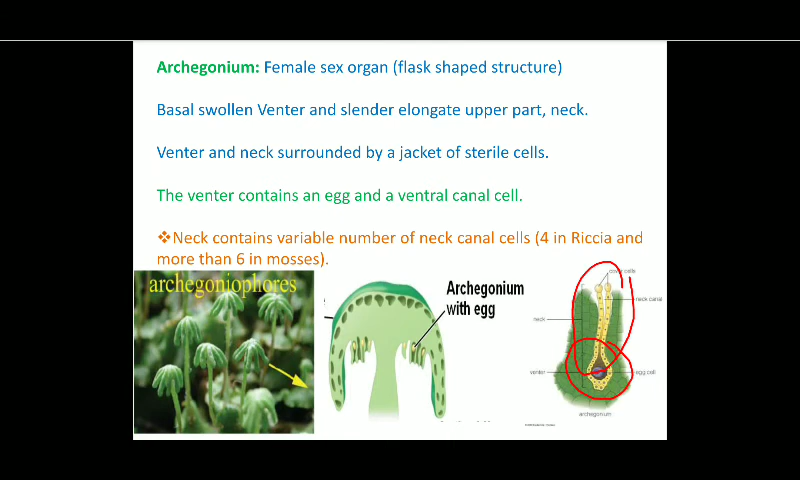 Archegonium: Female sex organ (flask shaped structure)
Basal swollen Venter and slender elongate upper part, neck.
Venter and neck surrounded by a jacket of sterile cells.
The venter contains an egg and a ventral canal cell.
❖Neck contains variable number of neck canal cells (4 in Riccia and
more than 6 in mosses).
archegoniophores
Archegonium
with egg
cover cells
neck canal
neck
venter
egg cell
archegonium